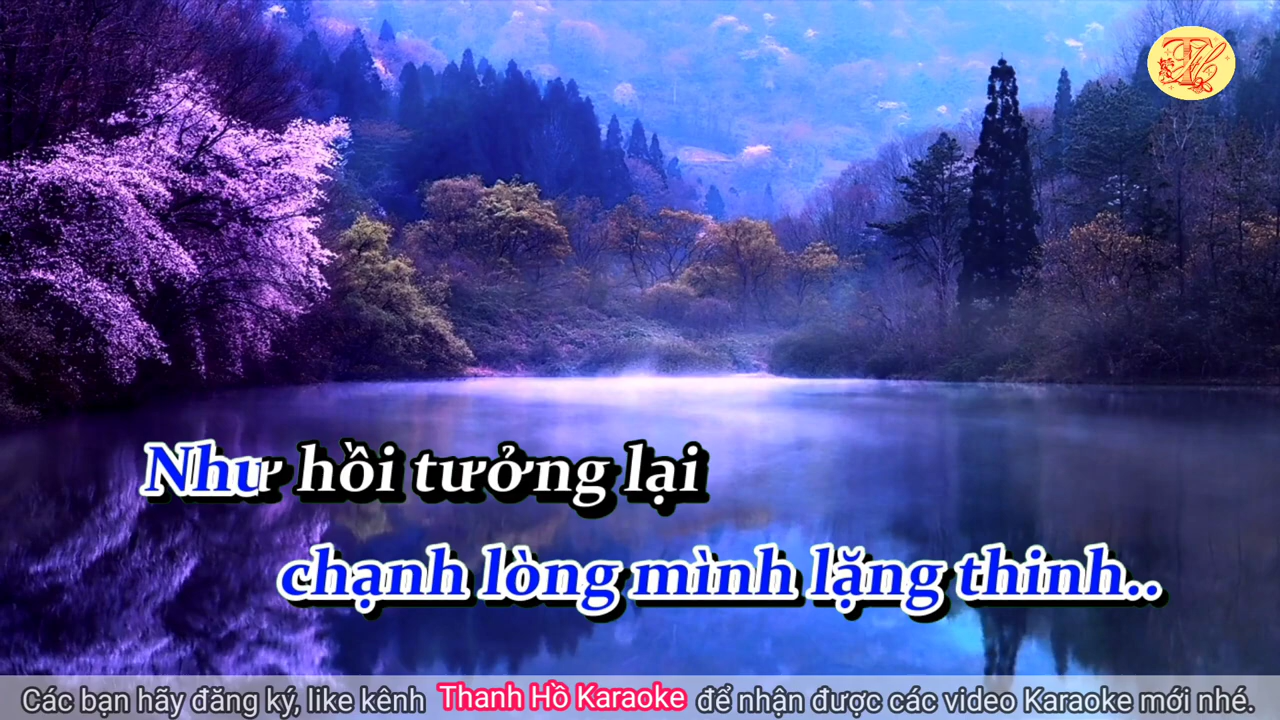 Như hồi tưởng lại
chạnh lòng mình lặng thinh..
Các bạn hãy đăng ký, like kênh Thanh Hồ Karaoke để nhận được các video Karaoke mới nhé.